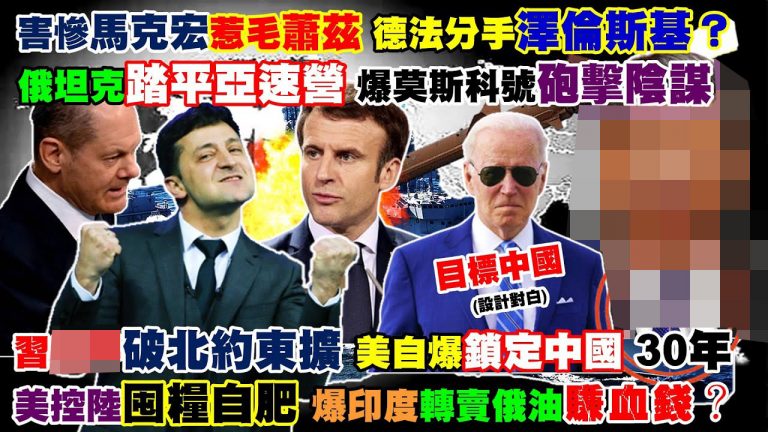 害慘馬克宏惹毛蕭茲 德法分手澤倫斯基？
俄坦克踏平亞速營 爆莫斯科號砲擊陰謀
目標中國
(設計對白)
習 破北約東擴 美自爆鎖定中國 30年
美控陸囤糧自肥 爆印度轉賣俄油賺血錢？